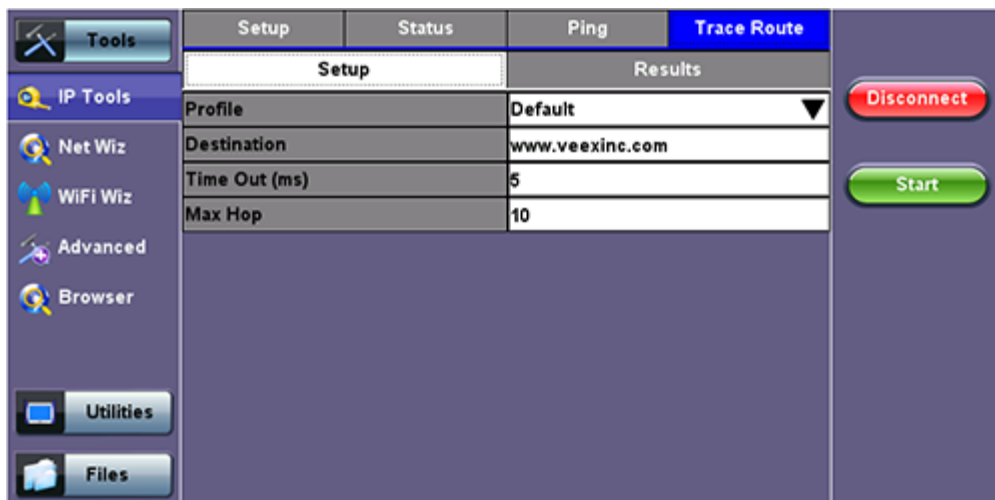 Tools
IP Tools
Net Wiz
WiFi Wiz
Advanced
Browser
Utilities
Files
Setup Status Ping Trace Route
Setup Results
Profile Default
Destination www.veexinc.com
Time Out (ms) 5
Max Hop 10
Disconnect
Start